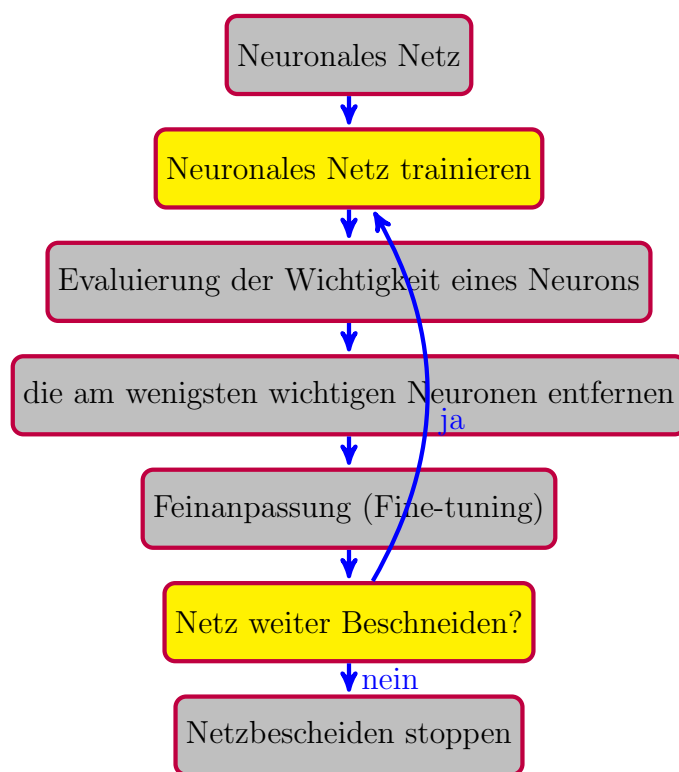 Neuronales Netz
Neuronales Netz trainieren
Evaluierung der Wichtigkeit eines Neurons
die am wenigsten wichtigen Neuronen entfernen
ja
Feinanpassung (Fine-tuning)
Netz weiter Beschneiden?
nein
Netzbescheiden stoppen